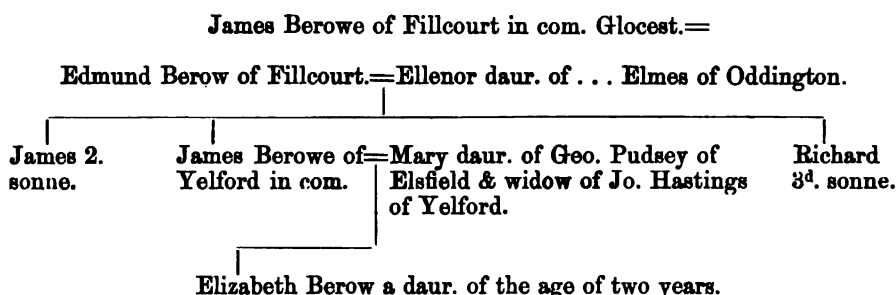 James Berowe of Fillcourt in com. Glocest.=
Edmund Berow of Fillcourt.=Ellenor daur. of ... Elmes of Oddington.
James 2.
sonne.
James Berowe of=Mary daur. of Geo. Pudsey of
Yelford in com.
Elsfield & widow of Jo. Hastings
of Yelford.
Richard
3d. sonne.
Elizabeth Berow a daur. of the age of two years.